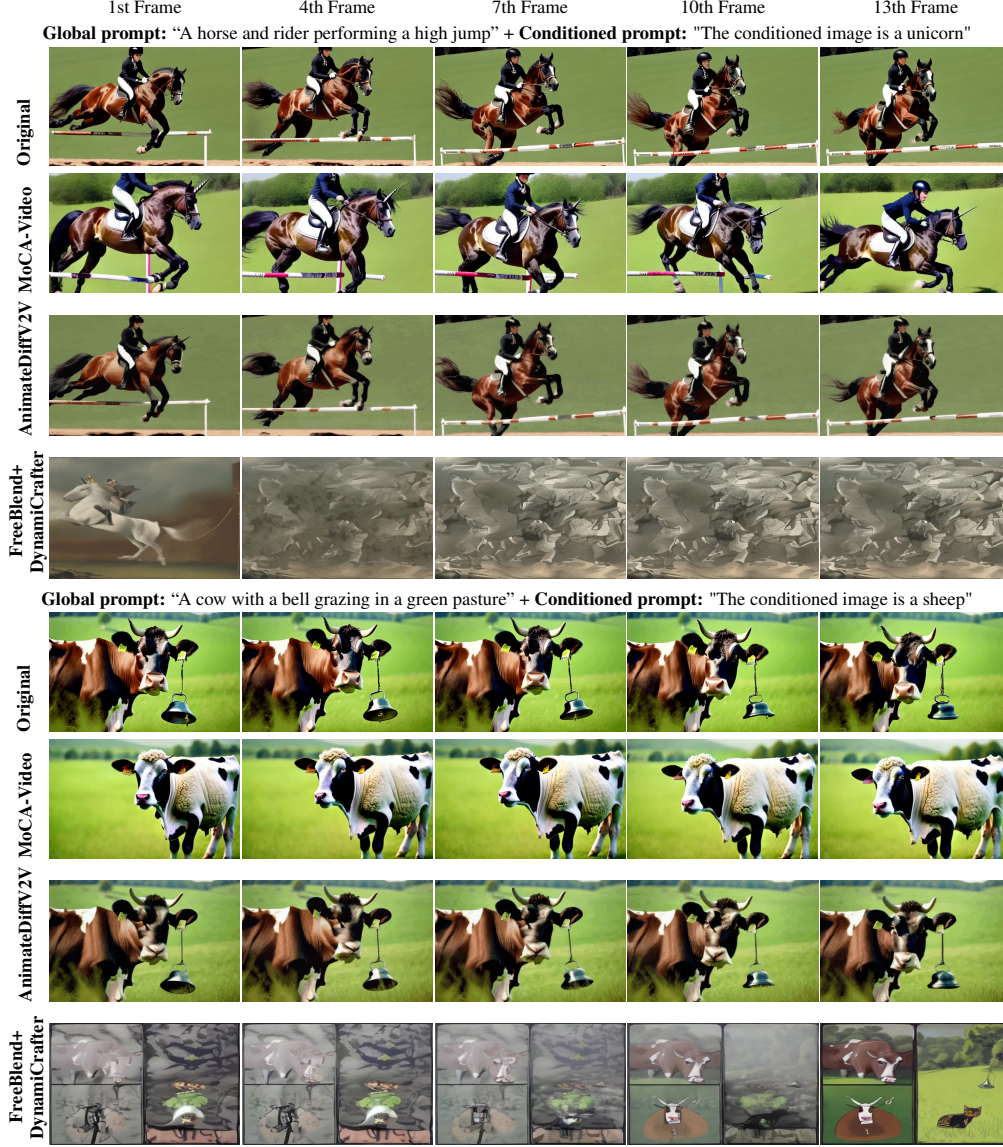 1st Frame 4th Frame 7th Frame 10th Frame 13th Frame
Global prompt: “A horse and rider performing a high jump” + Conditioned prompt: "The conditioned image is a unicorn"
Original
MoCA-Video
AnimateDiffV2V
FreeBlend+
DynamiCrafter
Global prompt: “A cow with a bell grazing in a green pasture” + Conditioned prompt: "The conditioned image is a sheep"
Original
MoCA-Video
AnimateDiffV2V
FreeBlend+
DynamiCrafter